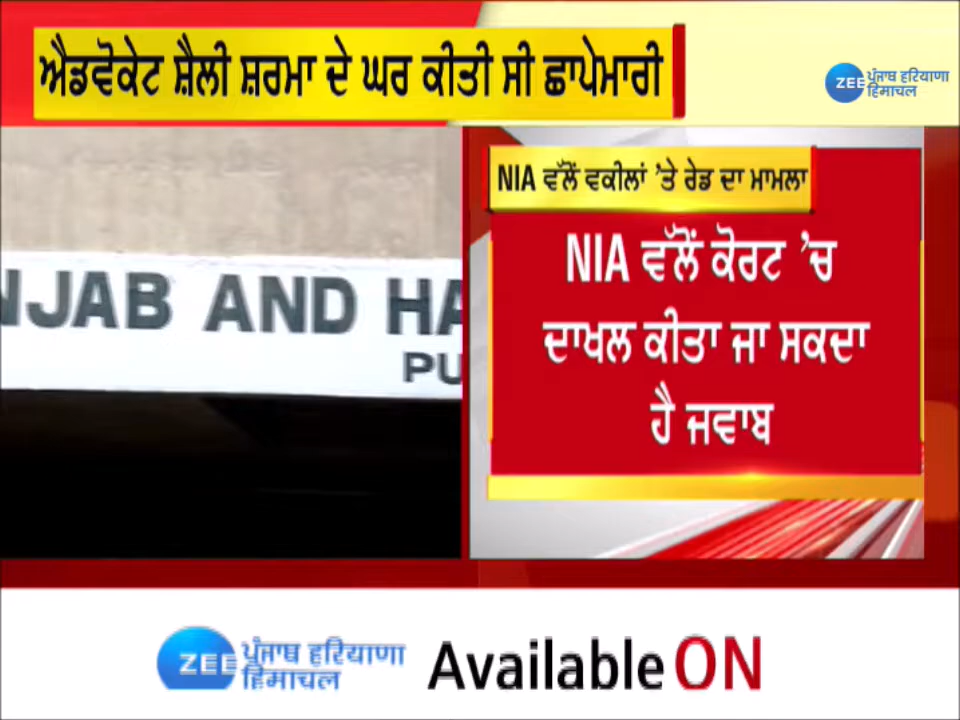 ਐਡਵੋਕੇਟ ਸ਼ੈਲੀ ਸ਼ਰਮਾ ਦੇ ਘਰ ਕੀਤੀ ਸੀ ਛਾਪੇਮਾਰੀ
ZEE ਪੰਜਾਬ ਹਰਿਆਣਾ
ਹਿਮਾਚਲ
NIA ਵੱਲੋਂ ਵਕੀਲਾਂ 'ਤੇ ਰੇਡ ਦਾ ਮਾਮਲਾ
NIA ਵੱਲੋਂ ਕੋਰਟ 'ਚ
ਦਾਖਲ ਕੀਤਾ ਜਾ ਸਕਦਾ
ਹੈ ਜਵਾਬ
NJAB AND HA
PU
ZEE ਪੰਜਾਬ ਹਰਿਆਣਾ
ਹਿਮਾਚਲ
Available ON